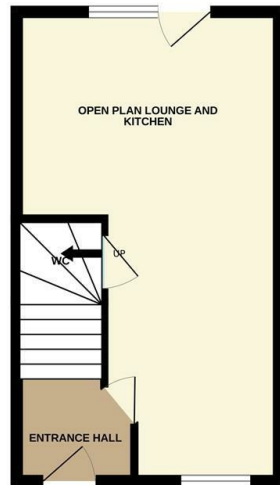 OPEN PLAN LOUNGE AND
KITCHEN
WC
UP
ENTRANCE HALL